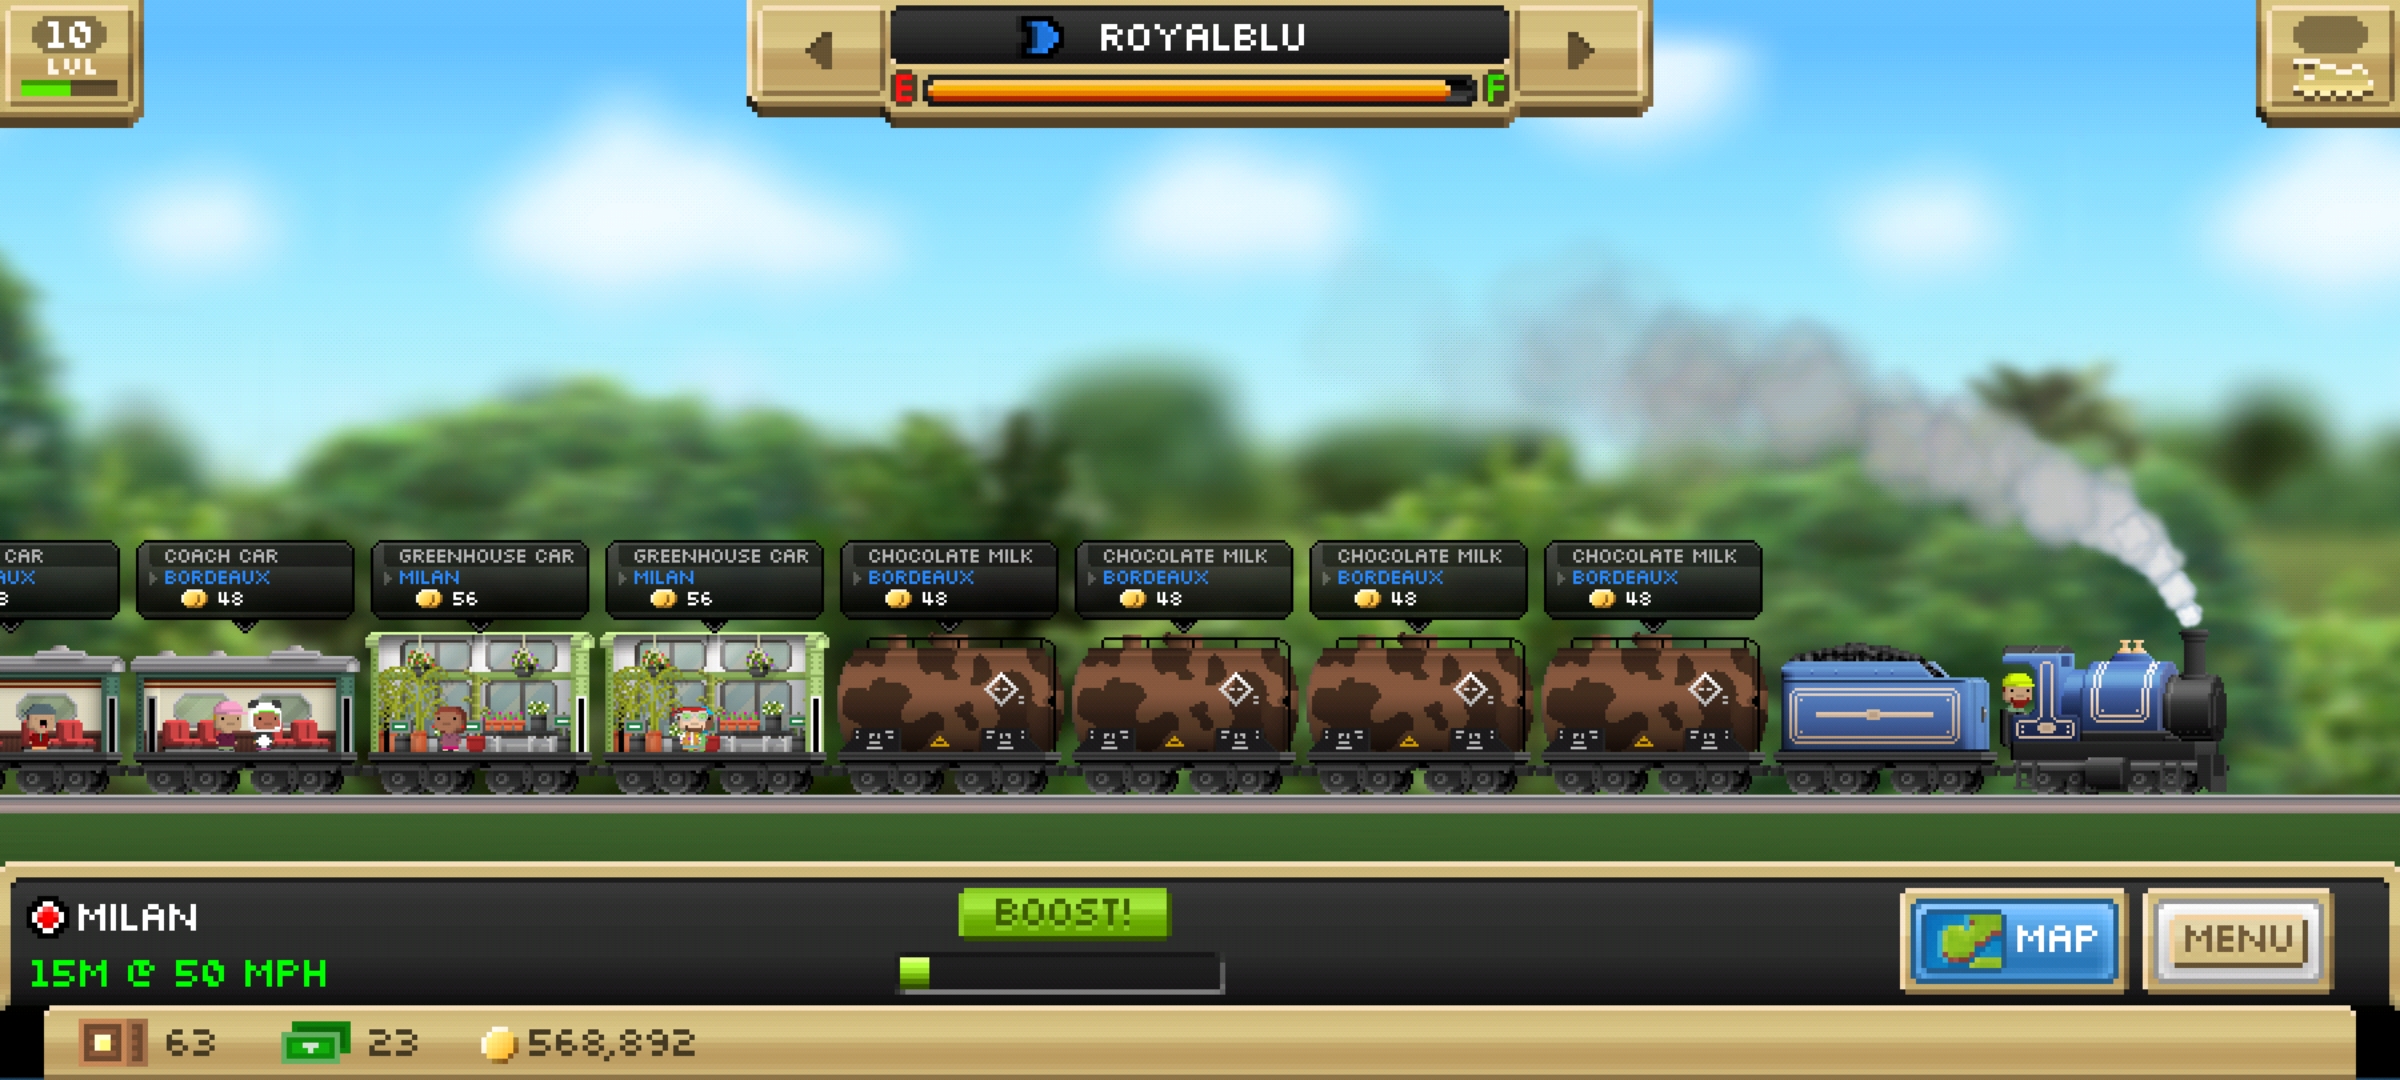 10
LVL
ROYALBLU
E
F
CAR
AUX
8
COACH CAR
BORDEAUX
48
GREENHOUSE CAR
MILAN
56
GREENHOUSE CAR
MILAN
56
CHOCOLATE MILK
BORDEAUX
48
CHOCOLATE MILK
BORDEAUX
48
CHOCOLATE MILK
BORDEAUX
48
CHOCOLATE MILK
BORDEAUX
48
MILAN
15M @ 50 MPH
BOOST!
MAP
MENU
63
23
568,892